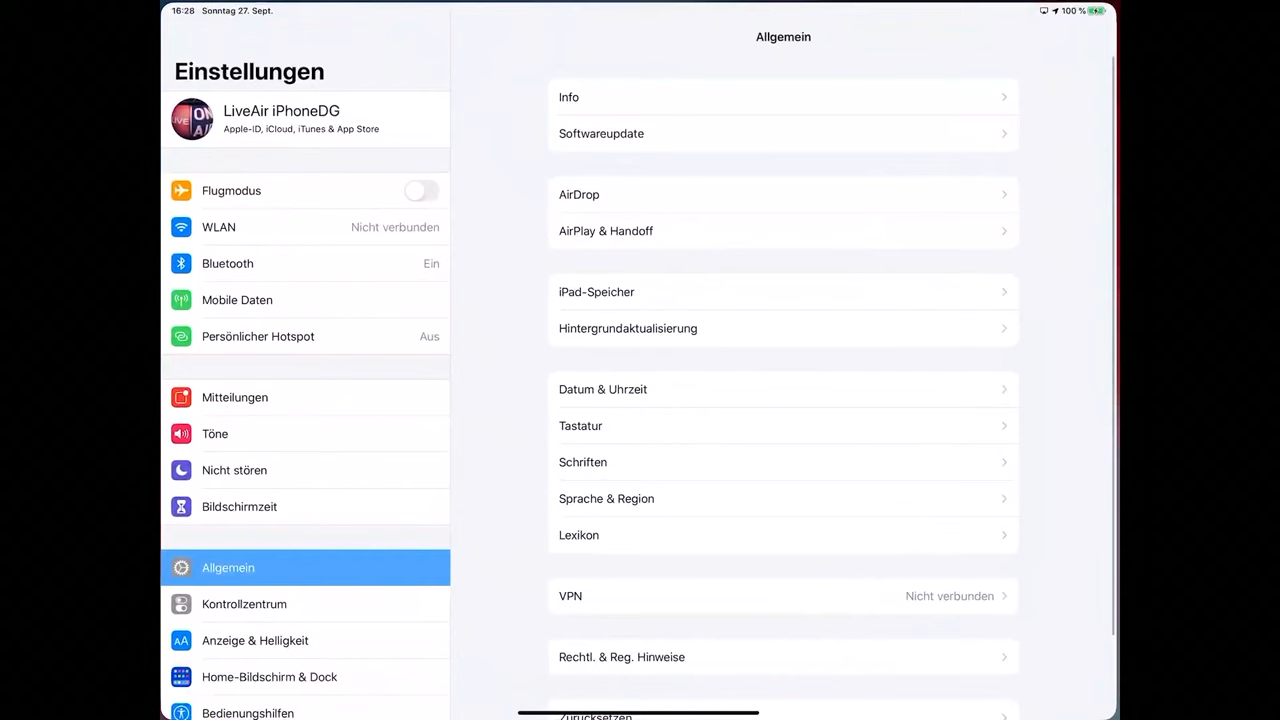 16:28 Sonntag 27. Sept.
100 %
Einstellungen
LiveAir iPhoneDG
Apple-ID, iCloud, iTunes & App Store
Flugmodus
WLAN Nicht verbunden
Bluetooth Ein
Mobile Daten
Persönlicher Hotspot Aus
Mitteilungen
Töne
Nicht stören
Bildschirmzeit
Allgemein
Kontrollzentrum
AA Anzeige & Helligkeit
Home-Bildschirm & Dock
Bedienungshilfen
Allgemein
Info
Softwareupdate
AirDrop
AirPlay & Handoff
iPad-Speicher
Hintergrundaktualisierung
Datum & Uhrzeit
Tastatur
Schriften
Sprache & Region
Lexikon
VPN Nicht verbunden
Rechtl. & Reg. Hinweise
Zurücksetzen